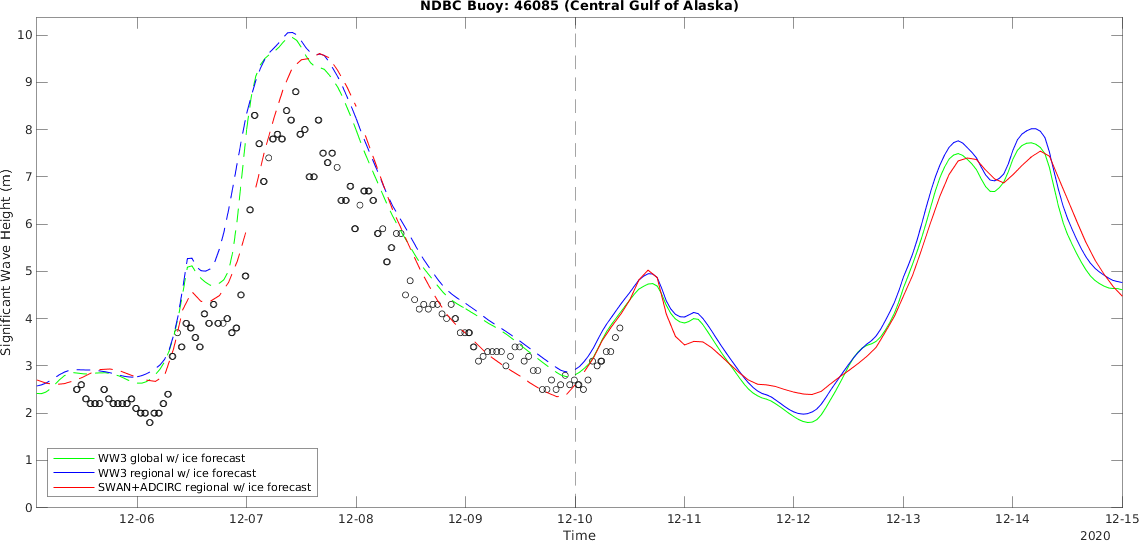 NDBC Buoy: 46085 (Central Gulf of Alaska)
10
9
8
7
6
5
4
3
2
1
0
Significant Wave Height (m)
WW3 global w/ ice forecast
WW3 regional w/ ice forecast
SWAN+ADCIRC regional w/ ice forecast
12-06 12-07 12-08 12-09 12-10 12-11 12-12 12-13 12-14 12-15
Time
2020